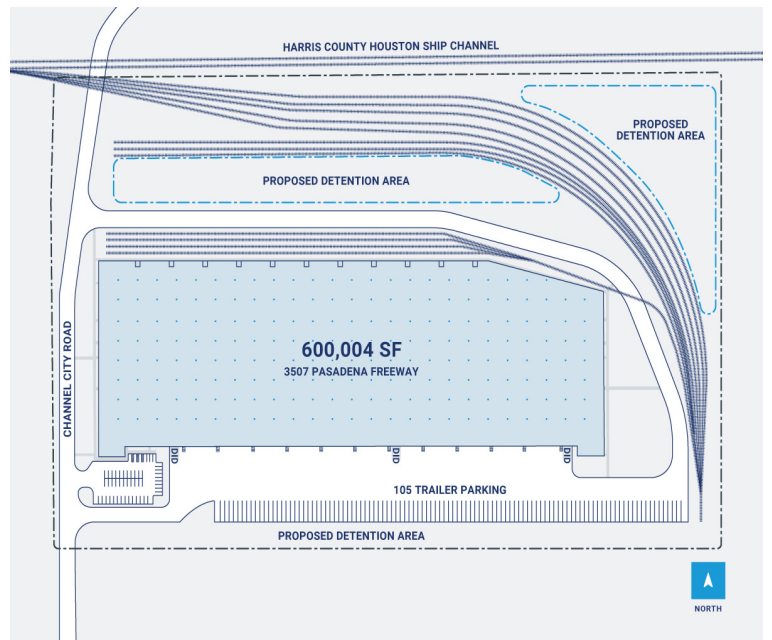 HARRIS COUNTY HOUSTON SHIP CHANNEL
PROPOSED
DETENTION AREA
PROPOSED DETENTION AREA
CHANNEL CITY ROAD
600,004 SF
3507 PASADENA FREEWAY
DID
DID
DID
105 TRAILER PARKING
PROPOSED DETENTION AREA
NORTH